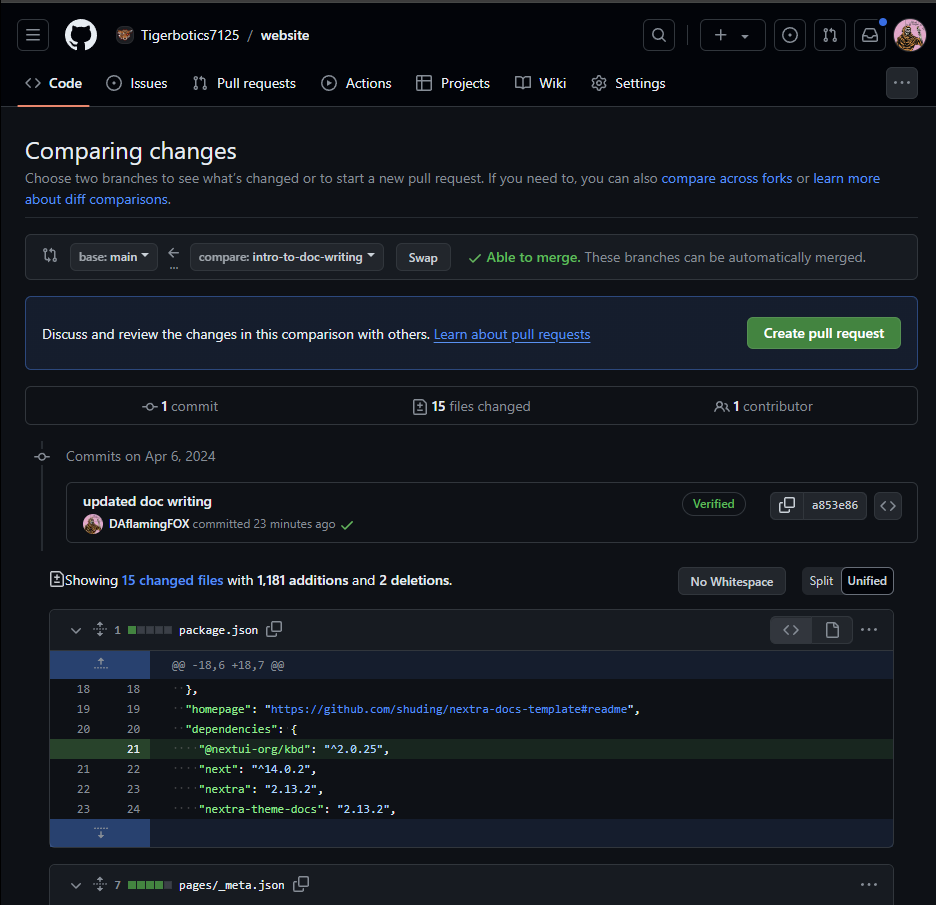 Tigerbotics7125 / website
Code Issues Pull requests Actions Projects Wiki Settings
Comparing changes
Choose two branches to see what's changed or to start a new pull request. If you need to, you can also compare across forks or learn more
about diff comparisons.
base: main compare: intro-to-doc-writing Swap Able to merge. These branches can be automatically merged.
Discuss and review the changes in this comparison with others. Learn about pull requests Create pull request
1 commit 15 files changed 1 contributor
Commits on Apr 6, 2024
updated doc writing Verified a853e86
DAflamingFOX committed 23 minutes ago
Showing 15 changed files with 1,181 additions and 2 deletions. No Whitespace Split Unified
1 package.json
@@ -18,6 +18,7 @@
18 18 },
19 19 "homepage": "https://github.com/shuding/nextra-docs-template#readme",
20 20 "dependencies": {
21 "@nextui-org/kbd": "^2.0.25",
21 22 "next": "^14.0.2",
22 23 "nextra": "2.13.2",
23 24 "nextra-theme-docs": "2.13.2",
7 pages/_meta.json